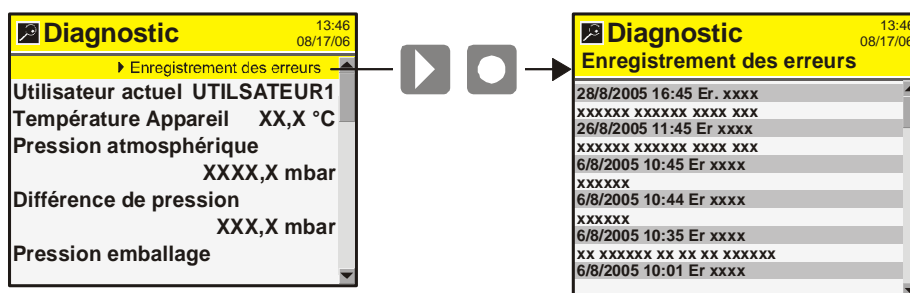 Diagnostic
13:46
08/17/06
Enregistrement des erreurs
Utilisateur actuel UTILSATEUR1
Température Appareil XX,X °C
Pression atmosphérique
XXXX,X mbar
Différence de pression
XXX,X mbar
Pression emballage
Diagnostic
13:46
08/17/06
Enregistrement des erreurs
28/8/2005 16:45 Er. xxxx
xxxxxx xxxxxx xxxx xxx
26/8/2005 11:45 Er xxxx
xxxxxx xxxxxx xxxx xxx
6/8/2005 10:45 Er xxxx
xxxxxx
6/8/2005 10:44 Er xxxx
xxxxxx
6/8/2005 10:35 Er xxxx
xx xxxxxx xx xx xx xxxxxx
6/8/2005 10:01 Er xxxx